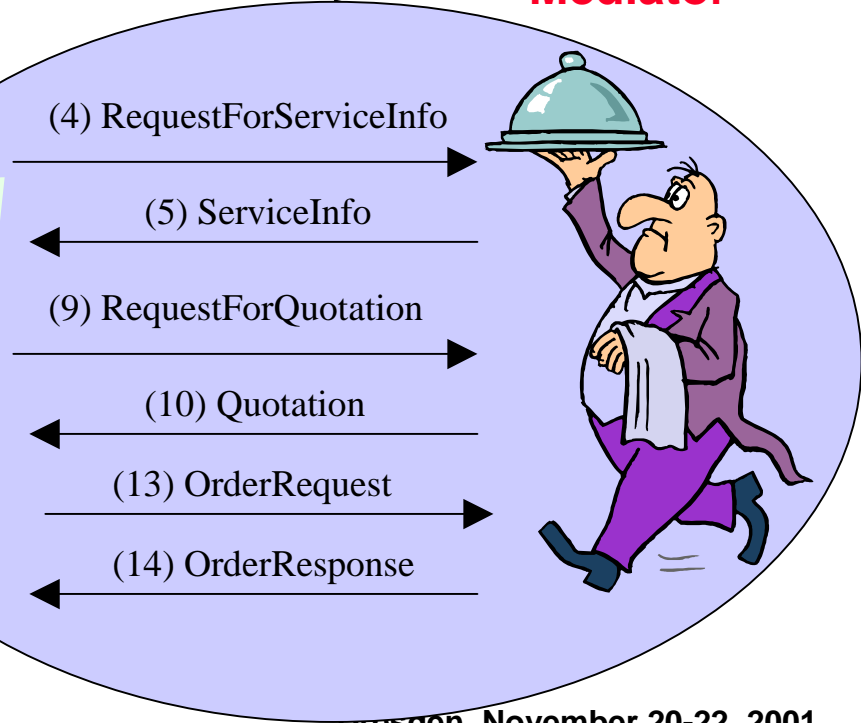 (4) RequestForServiceInfo
(5) ServiceInfo
(9) RequestForQuotation
(10) Quotation
(13) OrderRequest
(14) OrderResponse
November 20-22, 2001